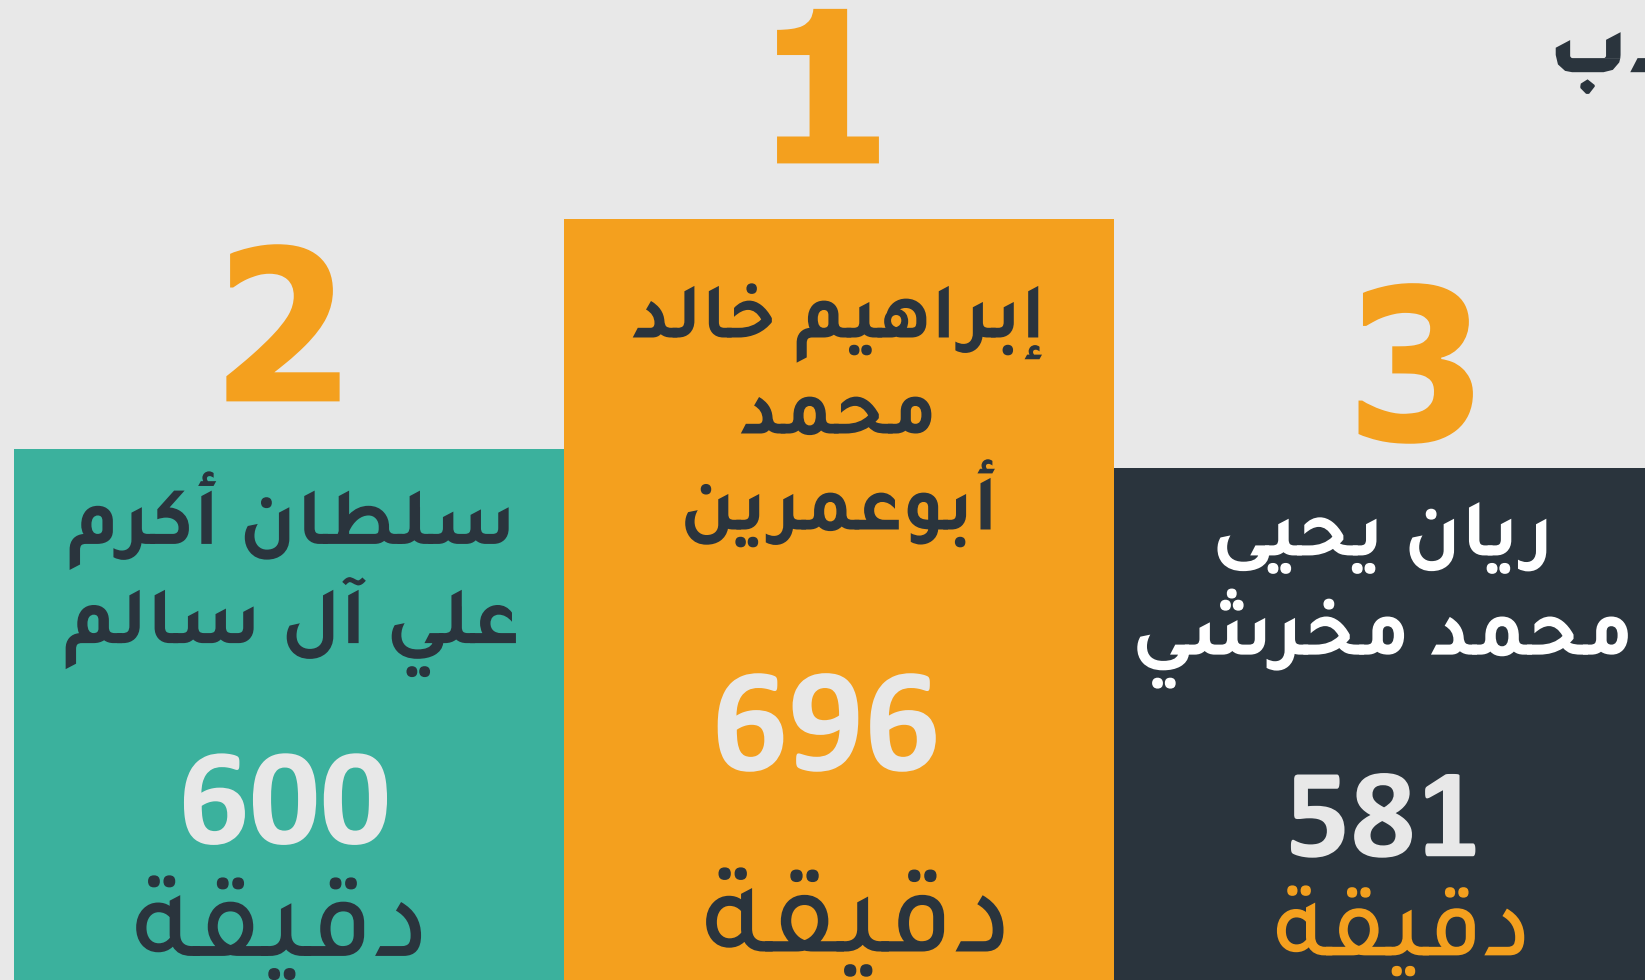 1
إبراهيم خالد
محمد
أبوعمرين
696
دقيقة
2
سلطان أكرم
علي آل سالم
600
دقيقة
3
ريان يحيى
محمد مخرشي
581
دقيقة